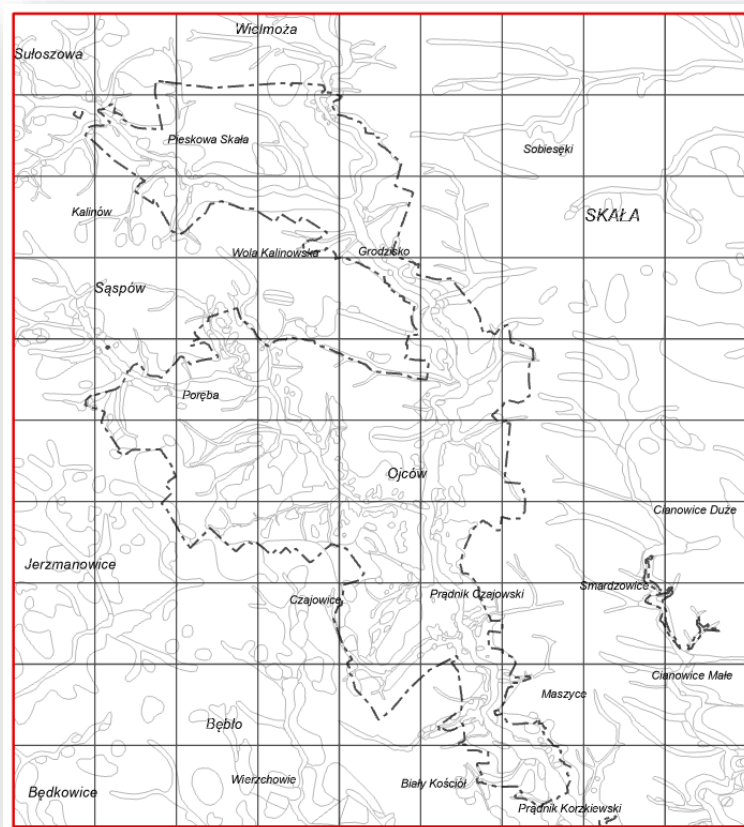 Wielmoża
Sułoszowa
Pieskowa Skała
Sobiesęki
Kalinów
SKAŁA
Wola Kalinowska
Grodzisko
Sąspów
Poręba
Ojców
Cianowice Duże
Jerzmanowice
Smardzowice
Czajowice
Prądnik Czajowski
Cianowice Małe
Maszyce
Bębło
Wierzchowie
Biały Kościół
Będkowice
Prądnik Korzkiewski